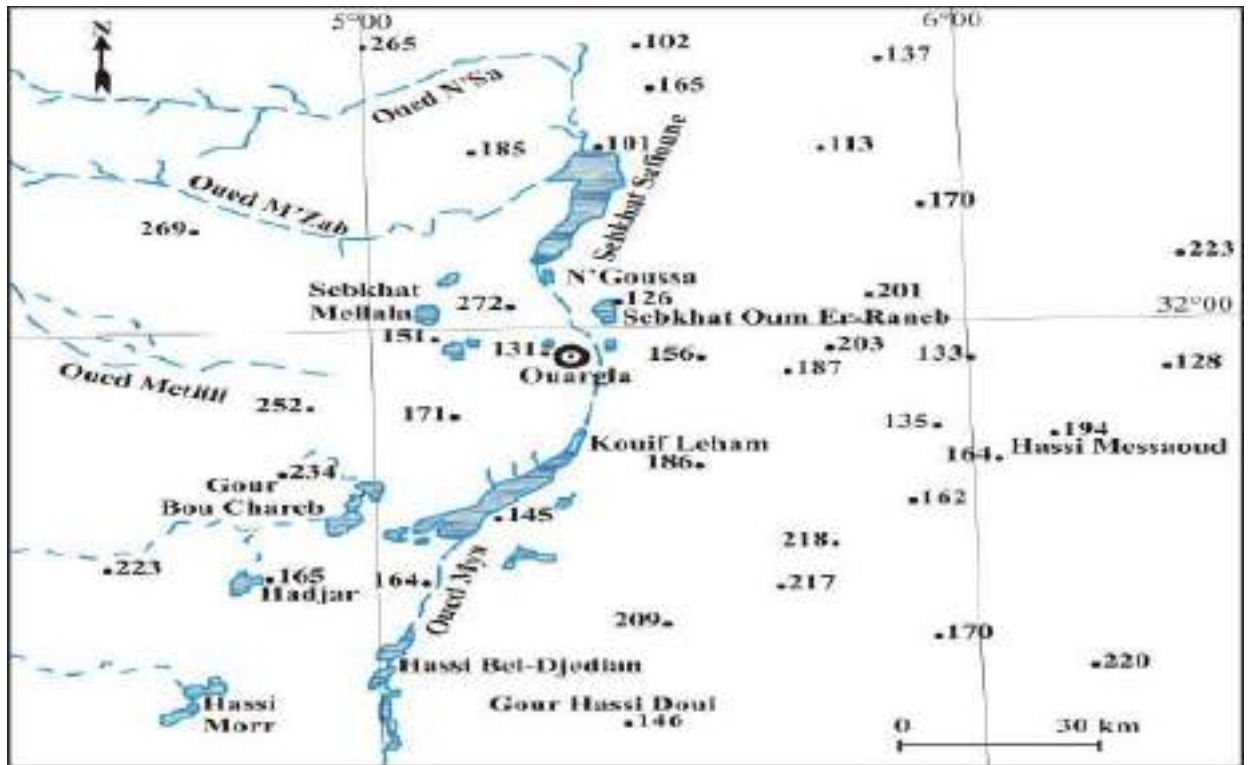 5°00
6°00
N
265
102
137
Oued N'Sa
165
185
101
113
Sebkhat Safioune
Oued M'Zab
170
269
223
N'Goussa
Sebkhat
Mellala
272
126
201
32°00
Sebkhat Oum Er-Raneb
151
131
156
203
133
128
Ouargla
187
Oued Metlili
252
171
135
194
Kouif Leham
Hassi Messaoud
186
164
234
Gour
Bou Chareb
162
145
218
223
165
164
217
Hadjar
Oued Mya
209
170
Hassi Bel-Djedian
220
Hassi
Morr
Gour Hassi Doui
146
0
30 km